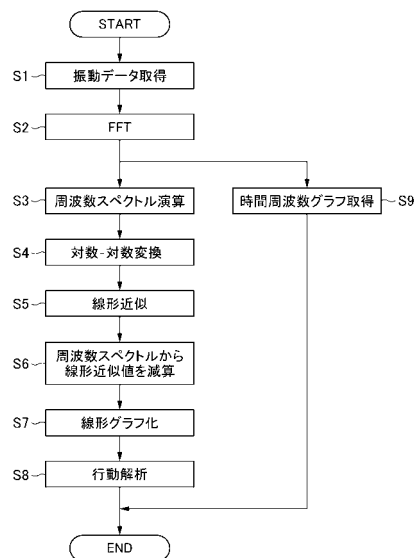 START
S1
振動データ取得
S2
FFT
S3
周波数スペクトル演算
時間周波数グラフ取得
S9
S4
対数-対数変換
S5
線形近似
S6
周波数スペクトルから
線形近似値を減算
S7
線形グラフ化
S8
行動解析
END